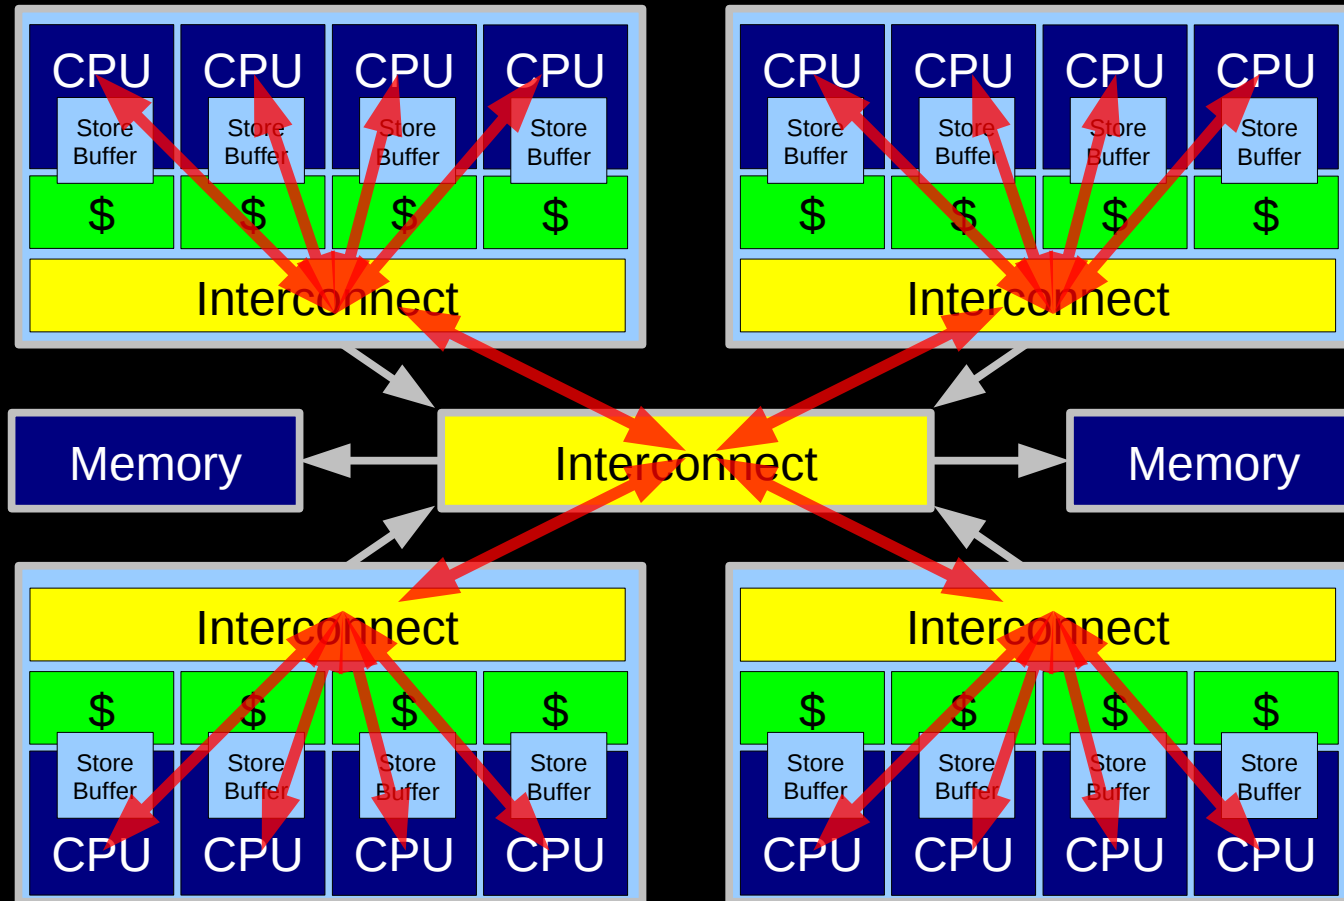 CPU CPU CPU CPU
Store Buffer Store Buffer Store Buffer Store Buffer
$ $ $ $
Interconnect
CPU CPU CPU CPU
Store Buffer Store Buffer Store Buffer Store Buffer
$ $ $ $
Interconnect
Memory
Interconnect
Memory
Interconnect
$ $ $ $
Store Buffer Store Buffer Store Buffer Store Buffer
CPU CPU CPU CPU
Interconnect
$ $ $ $
Store Buffer Store Buffer Store Buffer Store Buffer
CPU CPU CPU CPU